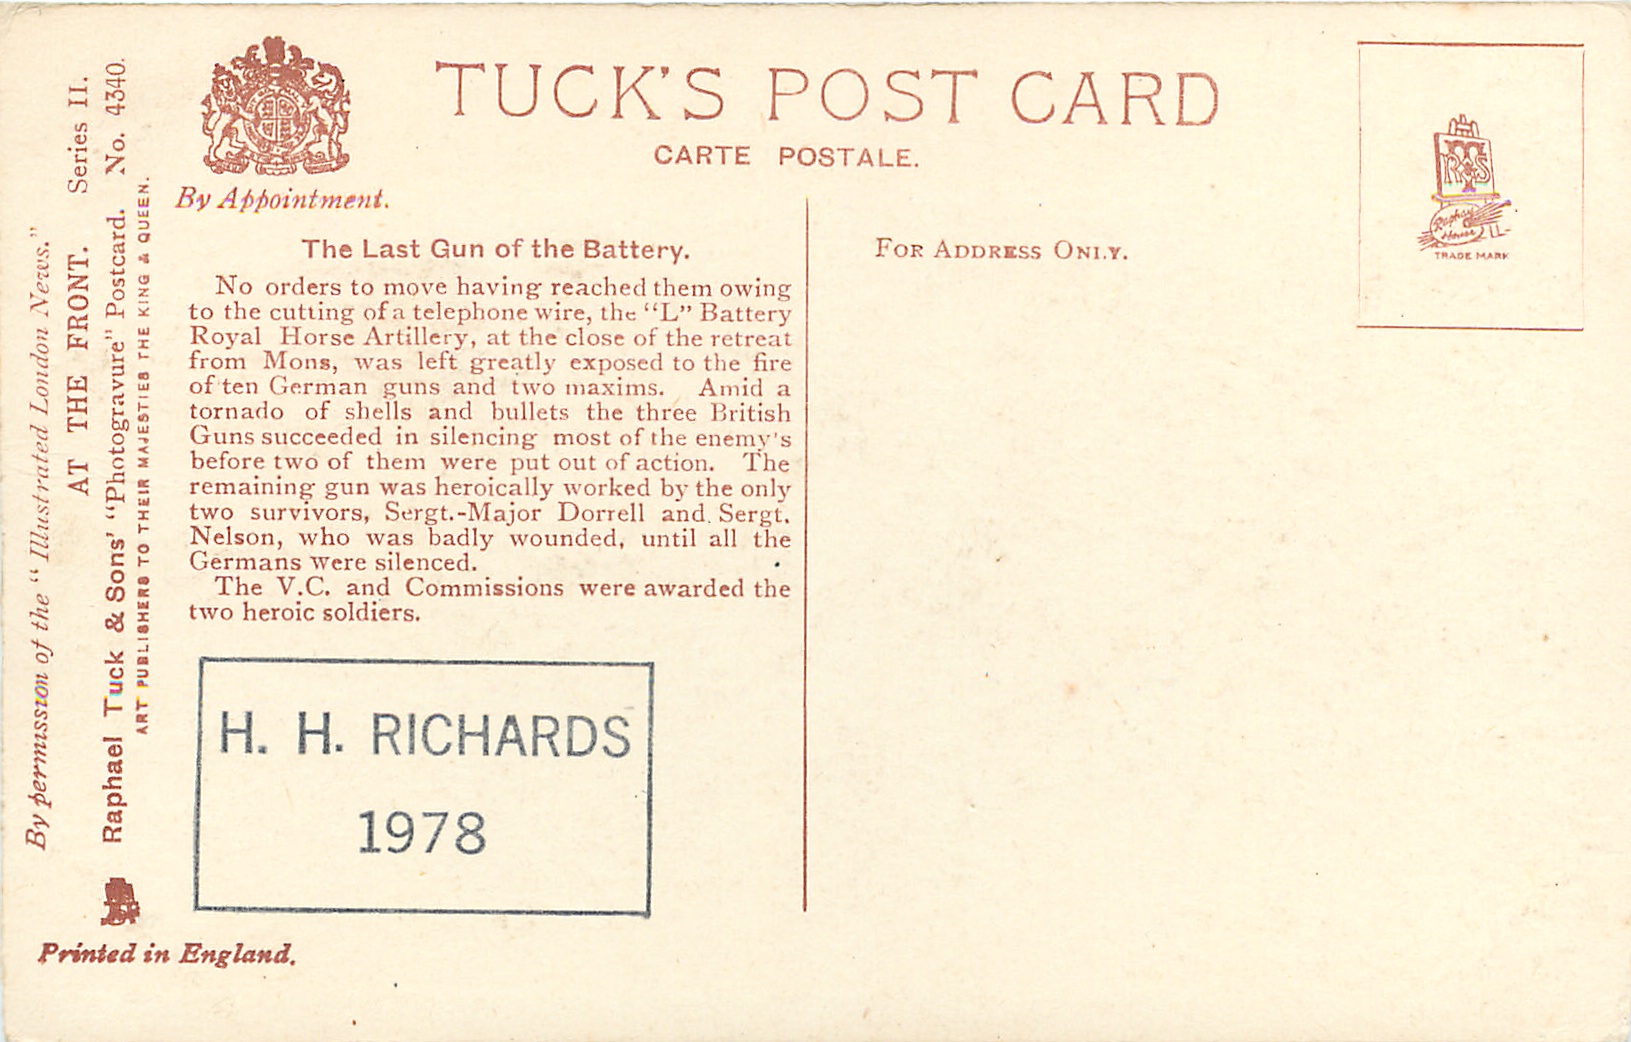 TUCK'S POST CARD
CARTE POSTALE.
By Appointment.
The Last Gun of the Battery.
No orders to move having reached them owing
to the cutting of a telephone wire, the "L" Battery
Royal Horse Artillery, at the close of the retreat
from Mons, was left greatly exposed to the fire
of ten German guns and two maxims. Amid a
tornado of shells and bullets the three British
Guns succeeded in silencing most of the enemy's
before two of them were put out of action. The
remaining gun was heroically worked by the only
two survivors, Sergt.-Major Dorrell and Sergt.
Nelson, who was badly wounded, until all the
Germans were silenced.
The V.C. and Commissions were awarded the
two heroic soldiers.
H. H. RICHARDS
1978
FOR ADDRESS ONLY.
RTS
Raphael
House
TRADE MARK
By permission of the "Illustrated London News."
AT THE FRONT. Series II.
Raphael Tuck & Sons' "Photogravure" Postcard. No. 4340.
ART PUBLISHERS TO THEIR MAJESTIES THE KING & QUEEN.
Printed in England.